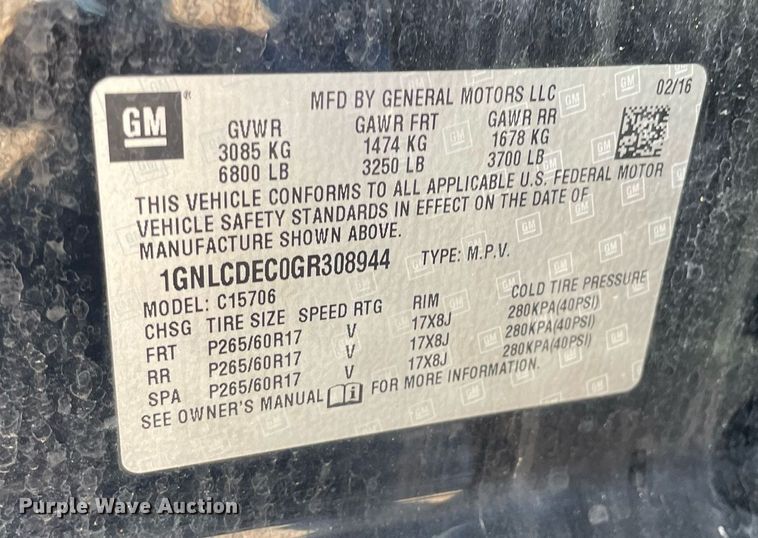 GM ®
MFD BY GENERAL MOTORS LLC 02/16
GVWR GAWR FRT GAWR RR
3085 KG 1474 KG 1678 KG
6800 LB 3250 LB 3700 LB
THIS VEHICLE CONFORMS TO ALL APPLICABLE U.S. FEDERAL MOTOR
VEHICLE SAFETY STANDARDS IN EFFECT ON THE DATE OF
MANUFACTURE SHOWN ABOVE.
1GNLCDEC0GR308944 TYPE: M.P.V.
MODEL: C15706
CHSG TIRE SIZE SPEED RTG RIM COLD TIRE PRESSURE
FRT P265/60R17 V 17X8J 280KPA(40PSI)
RR P265/60R17 V 17X8J 280KPA(40PSI)
SPA P265/60R17 V 17X8J 280KPA(40PSI)
SEE OWNER'S MANUAL FOR MORE INFORMATION.
Purple Wave Auction